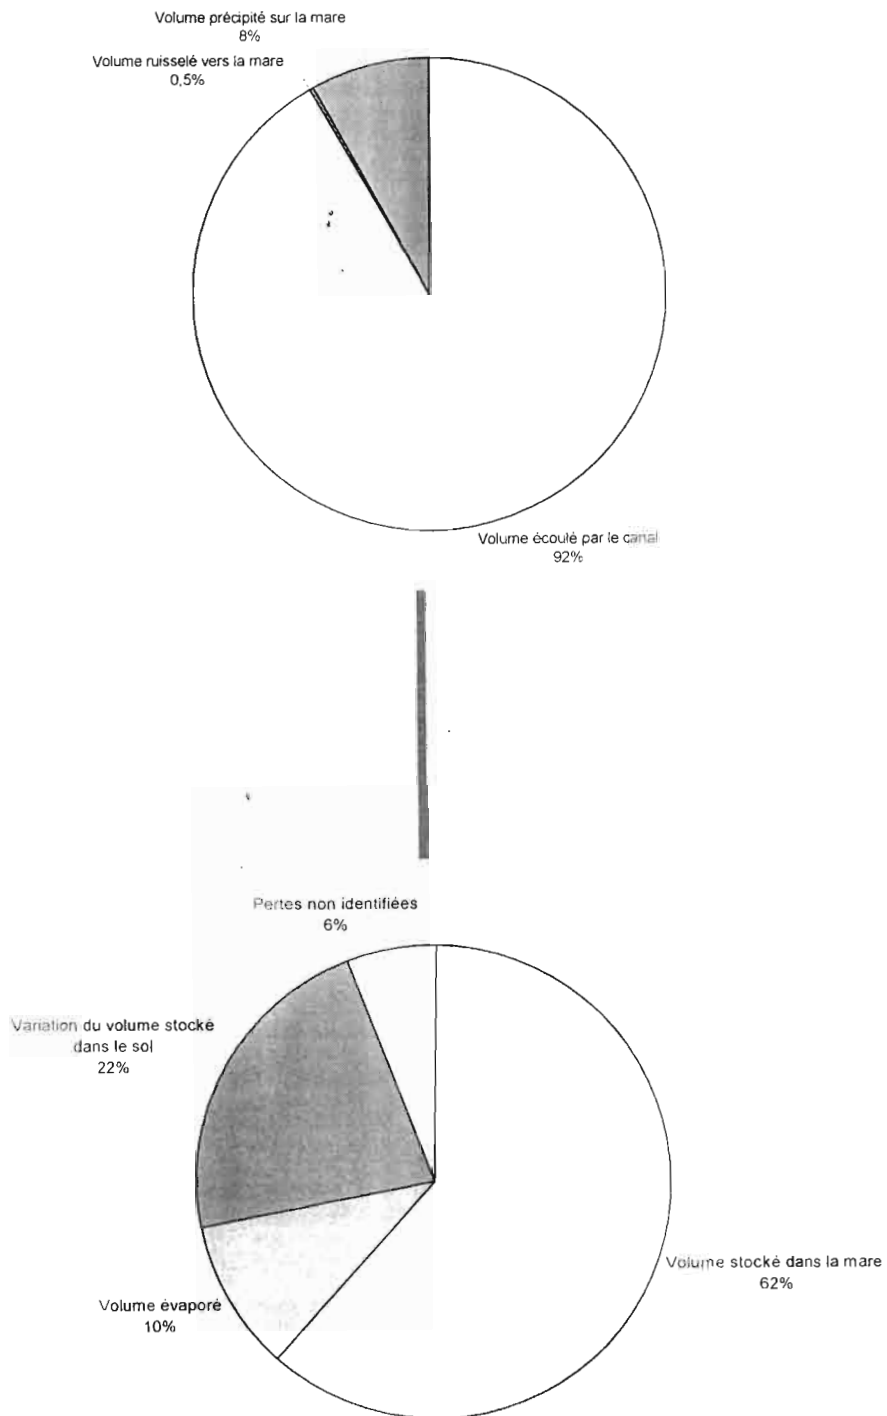 Volume précipité sur la mare
8%
Volume ruisselé vers la mare
0,5%
Volume écoulé par le canal
92%
Pertes non identifiées
6%
Variation du volume stocké
dans le sol
22%
Volume évaporé
10%
Volume stocké dans la mare
62%